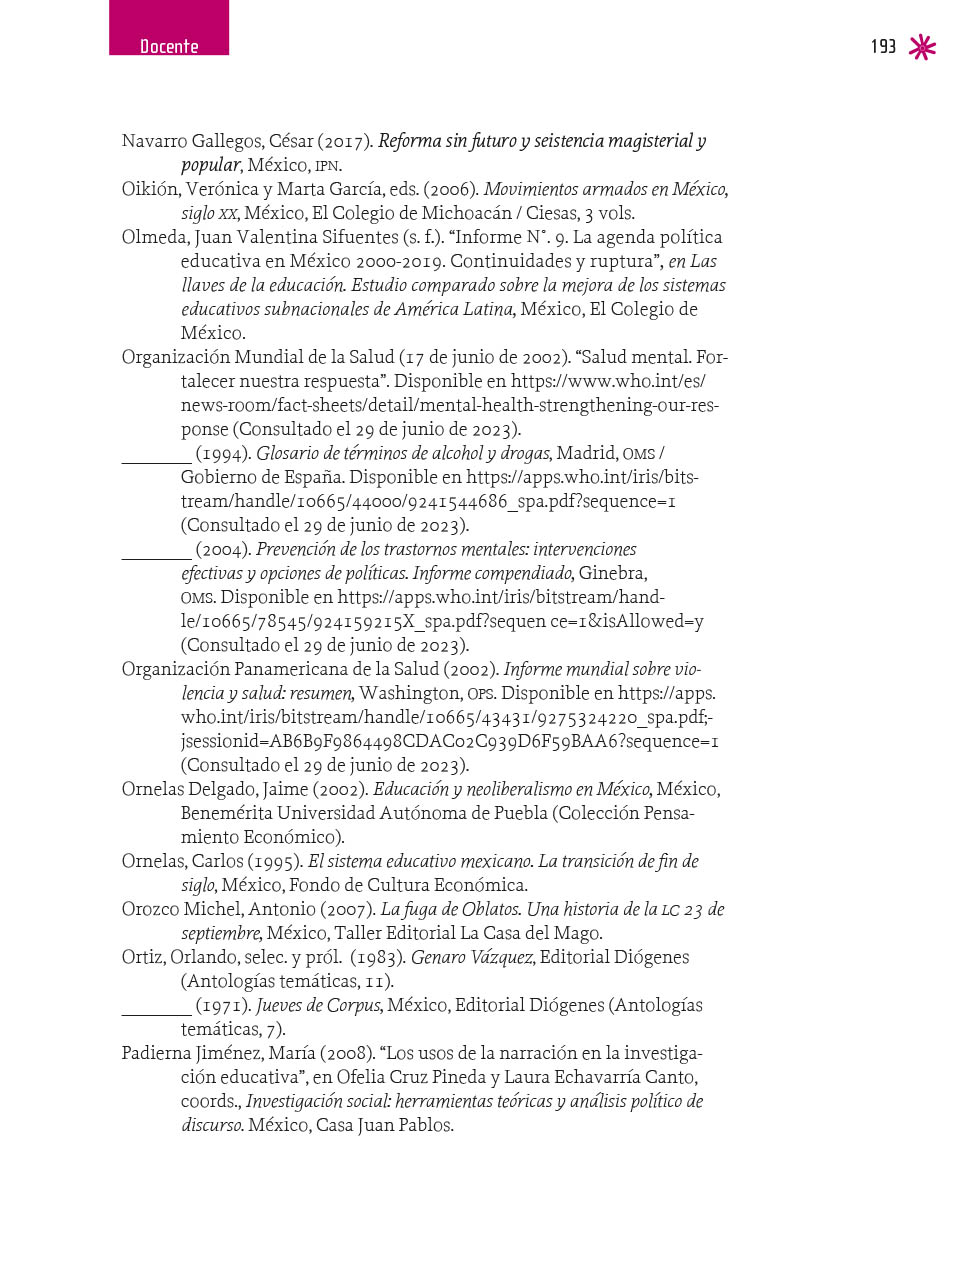 Docente
193
Navarro Gallegos, César (2017). Reforma sin futuro y seistencia magisterial y
popular, México, IPN.
Oikión, Verónica y Marta García, eds. (2006). Movimientos armados en México,
siglo XX, México, El Colegio de Michoacán / Ciesas, 3 vols.
Olmeda, Juan Valentina Sifuentes (s. f.). “Informe N°. 9. La agenda política
educativa en México 2000-2019. Continuidades y ruptura”, en Las
llaves de la educación. Estudio comparado sobre la mejora de los sistemas
educativos subnacionales de América Latina, México, El Colegio de
México.
Organización Mundial de la Salud (17 de junio de 2002). “Salud mental. For-
talecer nuestra respuesta”. Disponible en https://www.who.int/es/
news-room/fact-sheets/detail/mental-health-strengthening-our-res-
ponse (Consultado el 29 de junio de 2023).
_______ (1994). Glosario de términos de alcohol y drogas, Madrid, OMS /
Gobierno de España. Disponible en https://apps.who.int/iris/bits-
tream/handle/10665/44000/9241544686_spa.pdf?sequence=1
(Consultado el 29 de junio de 2023).
_______ (2004). Prevención de los trastornos mentales: intervenciones
efectivas y opciones de políticas. Informe compendiado, Ginebra,
OMS. Disponible en https://apps.who.int/iris/bitstream/hand-
le/10665/78545/924159215X_spa.pdf?sequen ce=1&isAllowed=y
(Consultado el 29 de junio de 2023).
Organización Panamericana de la Salud (2002). Informe mundial sobre vio-
lencia y salud: resumen, Washington, OPS. Disponible en https://apps.
who.int/iris/bitstream/handle/10665/43431/9275324220_spa.pdf;-
jsessionid=AB6B9F9864498CDAC02C939D6F59BAA6?sequence=1
(Consultado el 29 de junio de 2023).
Ornelas Delgado, Jaime (2002). Educación y neoliberalismo en México, México,
Benemérita Universidad Autónoma de Puebla (Colección Pensa-
miento Económico).
Ornelas, Carlos (1995). El sistema educativo mexicano. La transición de fin de
siglo, México, Fondo de Cultura Económica.
Orozco Michel, Antonio (2007). La fuga de Oblatos. Una historia de la LC 23 de
septiembre, México, Taller Editorial La Casa del Mago.
Ortiz, Orlando, selec. y pról. (1983). Genaro Vázquez, Editorial Diógenes
(Antologías temáticas, 11).
_______ (1971). Jueves de Corpus, México, Editorial Diógenes (Antologías
temáticas, 7).
Padierna Jiménez, María (2008). “Los usos de la narración en la investiga-
ción educativa”, en Ofelia Cruz Pineda y Laura Echavarría Canto,
coords., Investigación social: herramientas teóricas y análisis político de
discurso. México, Casa Juan Pablos.